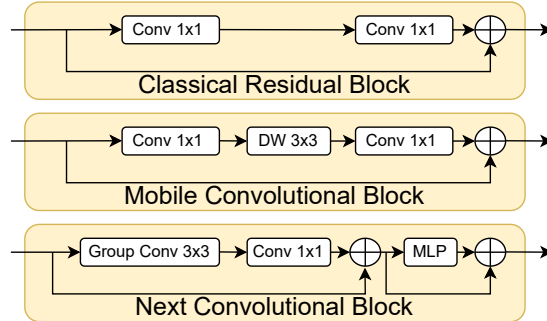 Conv 1x1 Conv 1x1
Classical Residual Block
Conv 1x1 DW 3x3 Conv 1x1
Mobile Convolutional Block
Group Conv 3x3 Conv 1x1 MLP
Next Convolutional Block